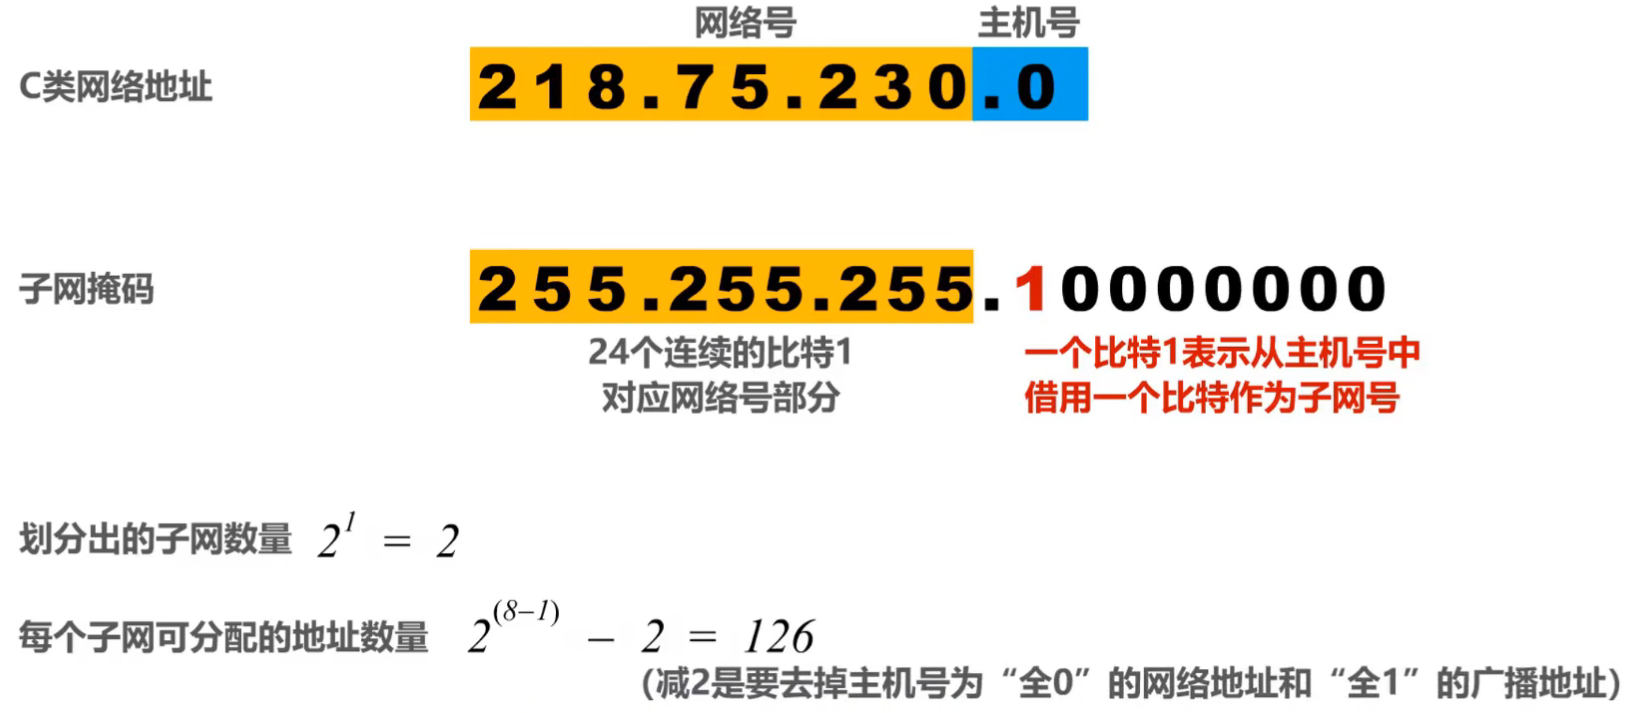 网络号 主机号
C类网络地址 218.75.230.0
子网掩码 255.255.255.10000000
24个连续的比特1 一个比特1表示从主机号中
对应网络号部分 借用一个比特作为子网号
划分出的子网数量 2^1 = 2
每个子网可分配的地址数量 2^(8-1) - 2 = 126
(减2是要去掉主机号为“全0”的网络地址和“全1”的广播地址)